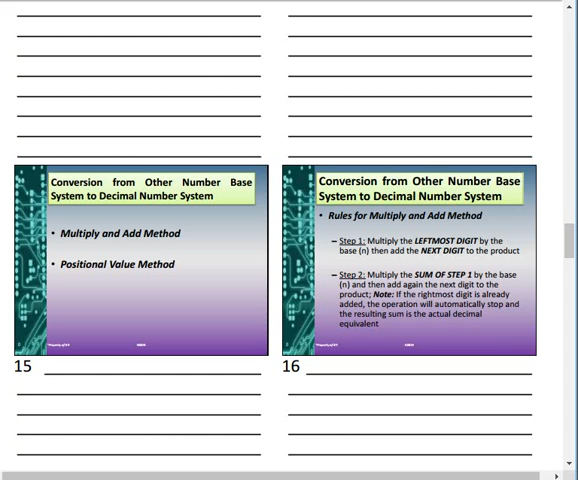 Conversion from Other Number Base
System to Decimal Number System
• Multiply and Add Method
• Positional Value Method
15
Conversion from Other Number Base
System to Decimal Number System
• Rules for Multiply and Add Method
– Step 1: Multiply the LEFTMOST DIGIT by the
base (n) then add the NEXT DIGIT to the product
– Step 2: Multiply the SUM OF STEP 1 by the base
(n) and then add again the next digit to the
product; Note: If the rightmost digit is already
added, the operation will automatically stop and
the resulting sum is the actual decimal
equivalent
16